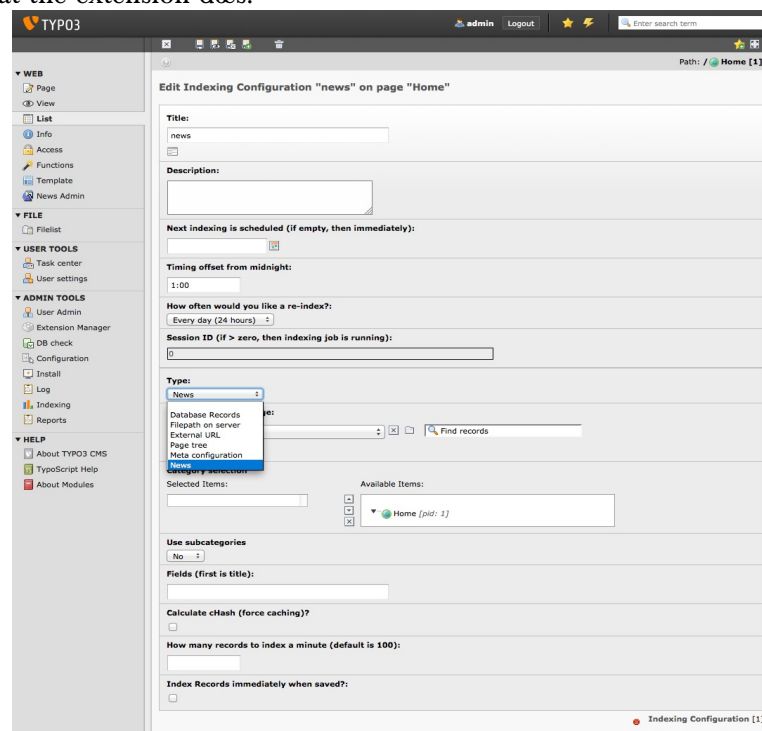 at the extension dœs.
TYPO3
admin Logout Enter search term
Path: / Home [1]
WEB
Page
View
List
Info
Access
Functions
Template
News Admin
FILE
Filelist
USER TOOLS
Task center
User settings
ADMIN TOOLS
User Admin
Extension Manager
DB check
Configuration
Install
Log
Indexing
Reports
HELP
About TYPO3 CMS
TypoScript Help
About Modules
Edit Indexing Configuration "news" on page "Home"
Title:
news
Description:
Next indexing is scheduled (if empty, then immediately):
Timing offset from midnight:
1:00
How often would you like a re-index?:
Every day (24 hours)
Session ID (if > zero, then indexing job is running):
0
Type:
News
ge:
Database Records
Filepath on server
External URL
Page tree
Meta configuration
News
Find records
Category selection
Selected Items: Available Items:
Home [pid: 1]
Use subcategories
No
Fields (first is title):
Calculate cHash (force caching)?
How many records to index a minute (default is 100):
Index Records immediately when saved?:
Indexing Configuration [1]